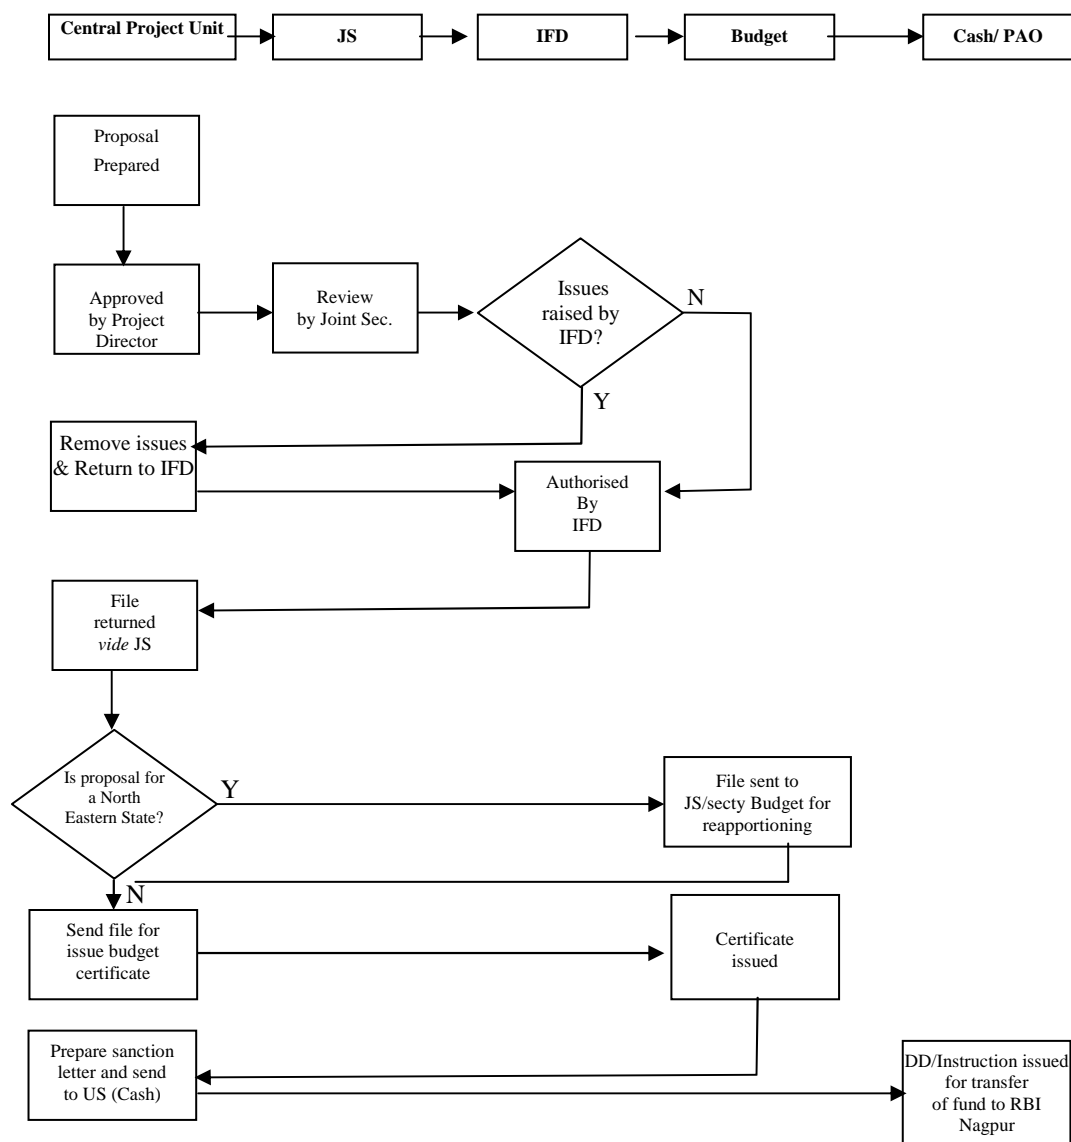 Central Project Unit
JS
IFD
Budget
Cash/ PAO
Proposal
Prepared
Approved
by Project
Director
Review
by Joint Sec.
Issues
raised by
IFD?
N
Y
Remove issues
& Return to IFD
Authorised
By
IFD
File
returned
vide JS
Is proposal for
a North
Eastern State?
Y
File sent to
JS/secty Budget for
reapportioning
N
Send file for
issue budget
certificate
Certificate
issued
Prepare sanction
letter and send
to US (Cash)
DD/Instruction issued
for transfer
of fund to RBI
Nagpur